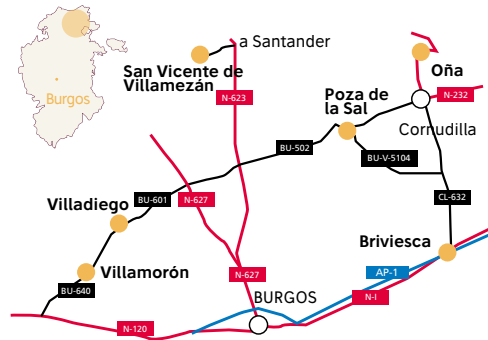 a Santander
Oña
San Vicente de
Villamezán
N-623
N-232
Poza de
la Sal
Burgos
Cornudilla
BU-502
BU-V-5104
BU-601
N-627
CL-632
Villadiego
Briviesca
Villamorón
AP-1
N-627
BU-640
BURGOS
N-I
N-120